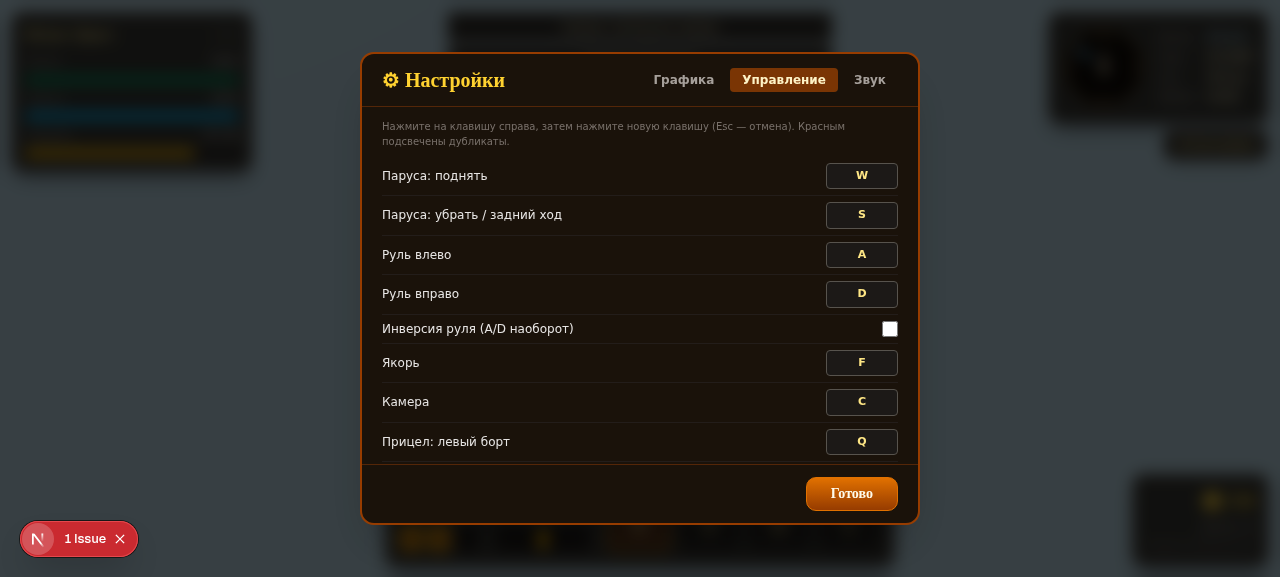 ⚙ Настройки
Графика
Управление
Звук
Нажмите на клавишу справа, затем нажмите новую клавишу (Esc — отмена). Красным
подсвечены дубликаты.
Паруса: поднять
W
Паруса: убрать / задний ход
S
Руль влево
A
Руль вправо
D
Инверсия руля (A/D наоборот)
Якорь
F
Камера
C
Прицел: левый борт
Q
Готово
N
1 Issue